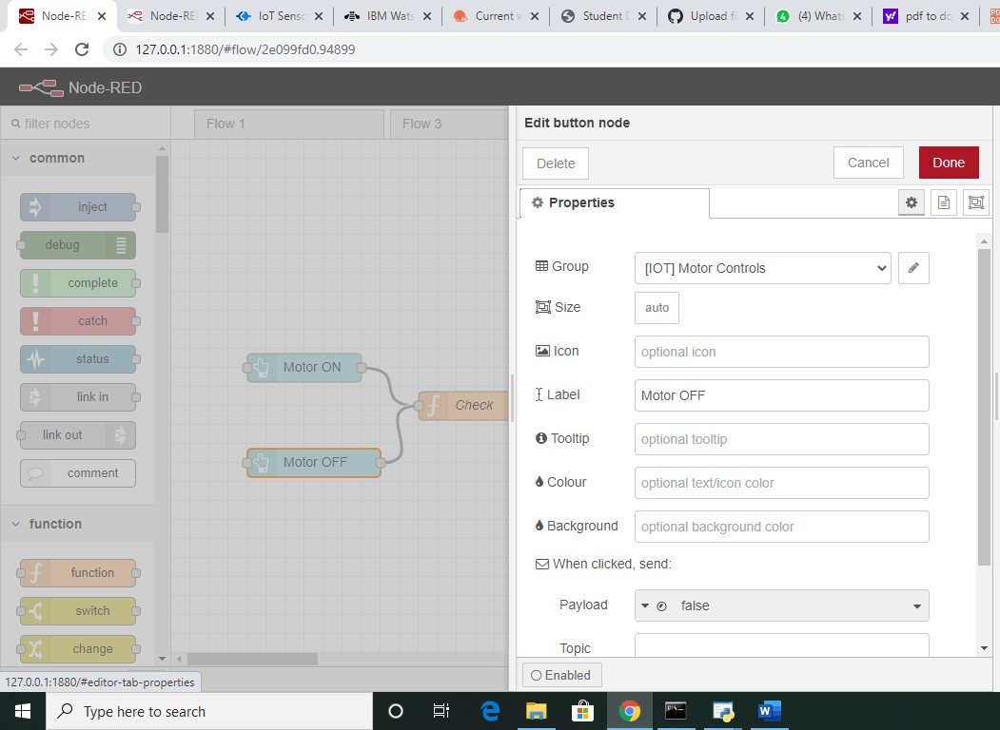 Node-RE
Node-RE
IoT Senso
IBM Wats
Current w
Student D
Upload fi
(4) Whats
pdf to do
127.0.0.1:1880/#flow/2e099fd0.94899
Node-RED
filter nodes
Flow 1
Flow 3
Edit button node
Delete
Cancel
Done
Properties
common
inject
debug
complete
catch
status
link in
link out
comment
function
function
switch
change
Motor ON
Motor OFF
Check
Group
[IOT] Motor Controls
Size
auto
Icon
optional icon
Label
Motor OFF
Tooltip
optional tooltip
Colour
optional text/icon color
Background
optional background color
When clicked, send:
Payload
false
Topic
Enabled
127.0.0.1:1880/#editor-tab-properties
Type here to search